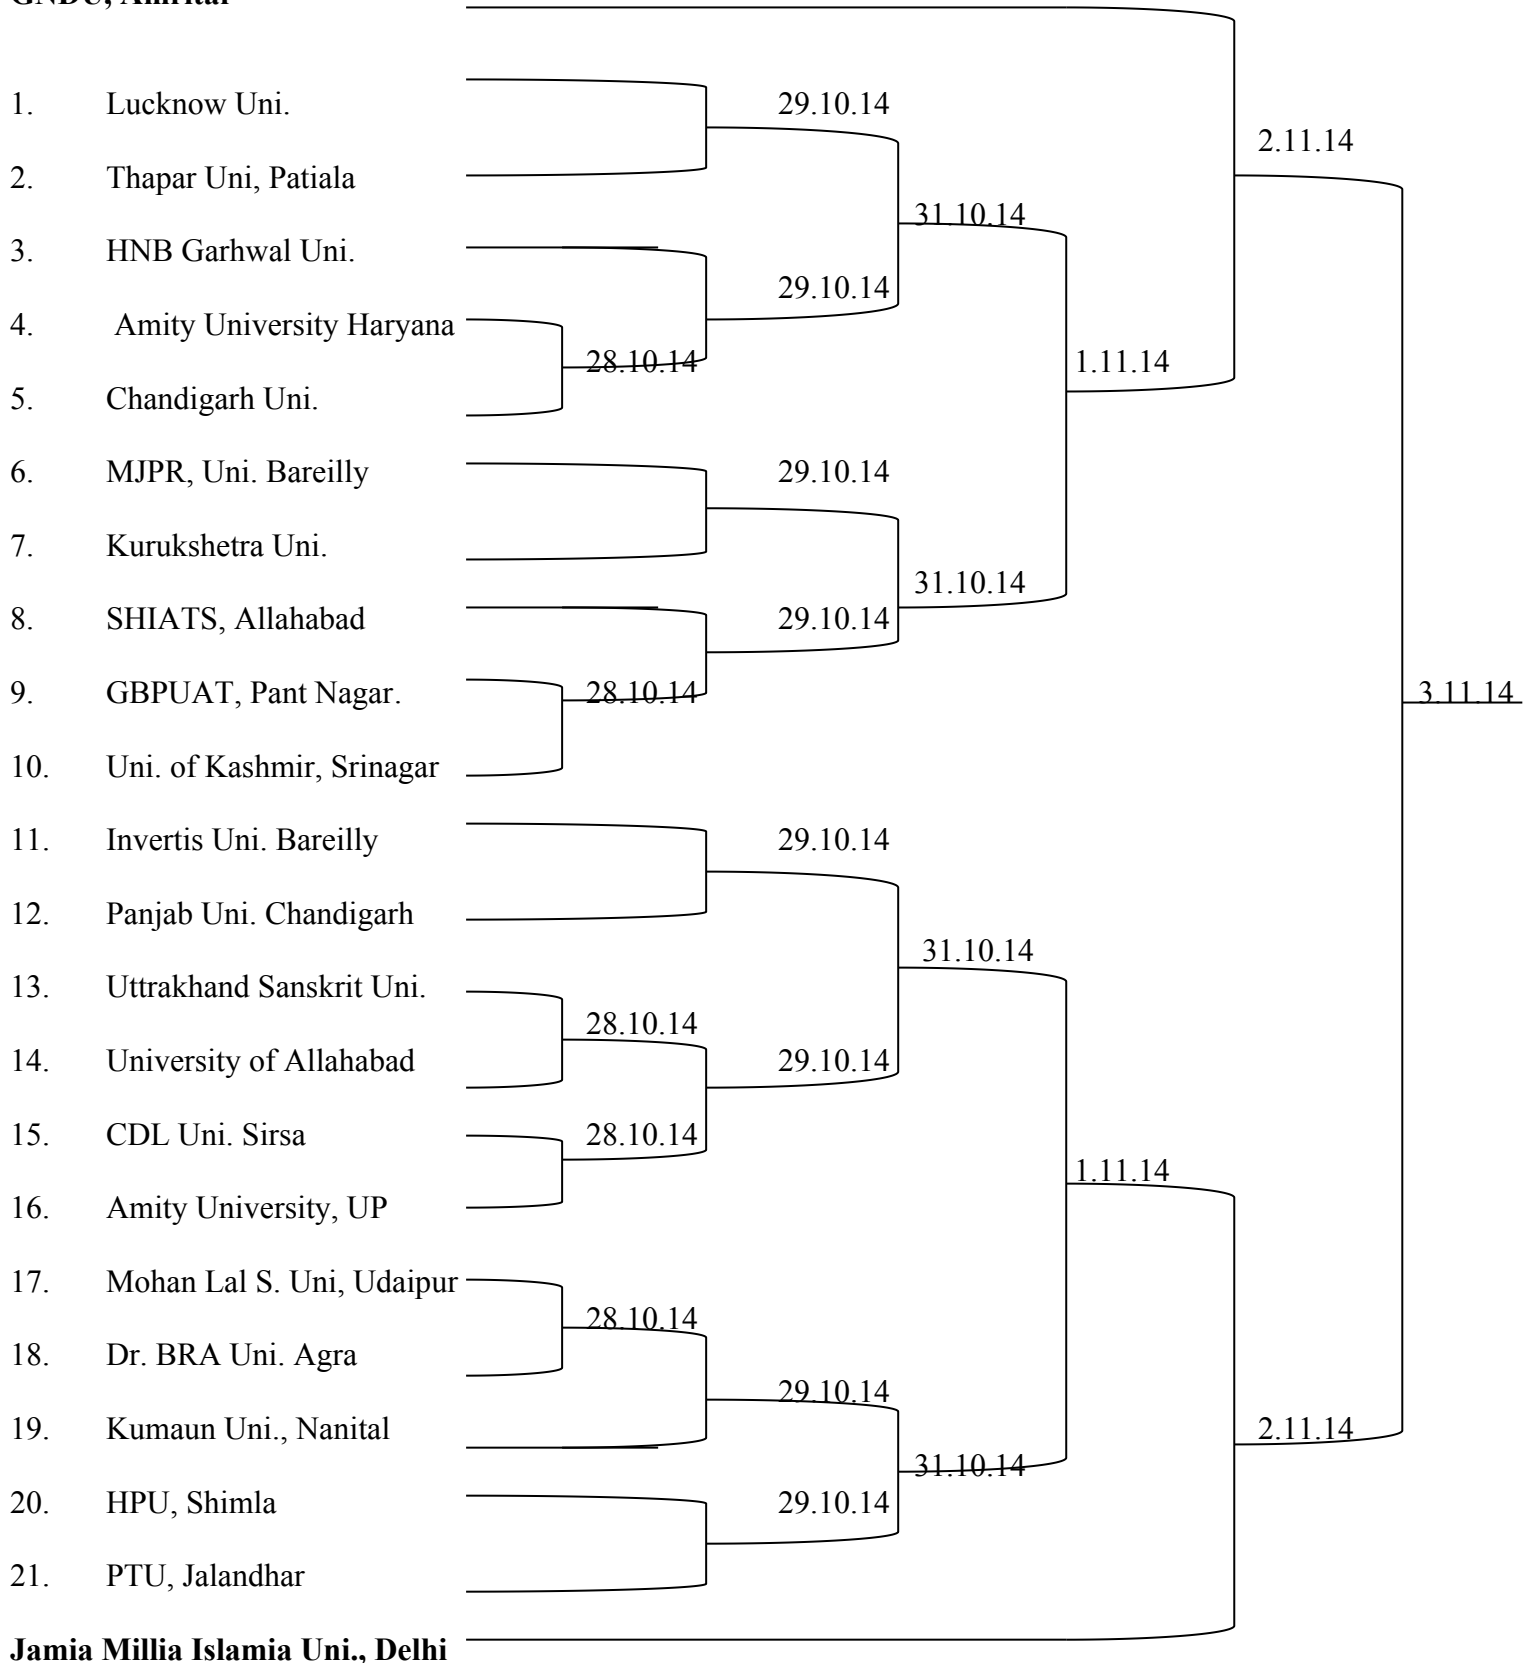 GNDU, Amritar
1. Lucknow Uni. 29.10.14
2.11.14
2. Thapar Uni, Patiala
31.10.14
3. HNB Garhwal Uni.
29.10.14
4. Amity University Haryana
28.10.14 1.11.14
5. Chandigarh Uni.
6. MJPR, Uni. Bareilly 29.10.14
7. Kurukshetra Uni.
31.10.14
8. SHIATS, Allahabad 29.10.14
9. GBPUAT, Pant Nagar. 28.10.14 3.11.14
10. Uni. of Kashmir, Srinagar
11. Invertis Uni. Bareilly 29.10.14
12. Panjab Uni. Chandigarh
31.10.14
13. Uttrakhand Sanskrit Uni.
28.10.14
14. University of Allahabad 29.10.14
15. CDL Uni. Sirsa 28.10.14
1.11.14
16. Amity University, UP
17. Mohan Lal S. Uni, Udaipur
28.10.14
18. Dr. BRA Uni. Agra
29.10.14
19. Kumaun Uni., Nanital 2.11.14
31.10.14
20. HPU, Shimla 29.10.14
21. PTU, Jalandhar
Jamia Millia Islamia Uni., Delhi